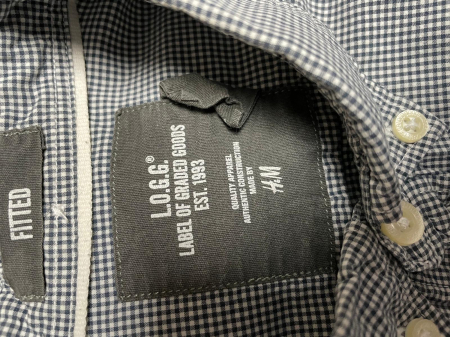 L.O.G.G.®
LABEL OF GRADED GOODS
EST. 1993
QUALITY APPAREL
AUTHENTIC CONSTRUCTION
MADE BY
H&M
FITTED